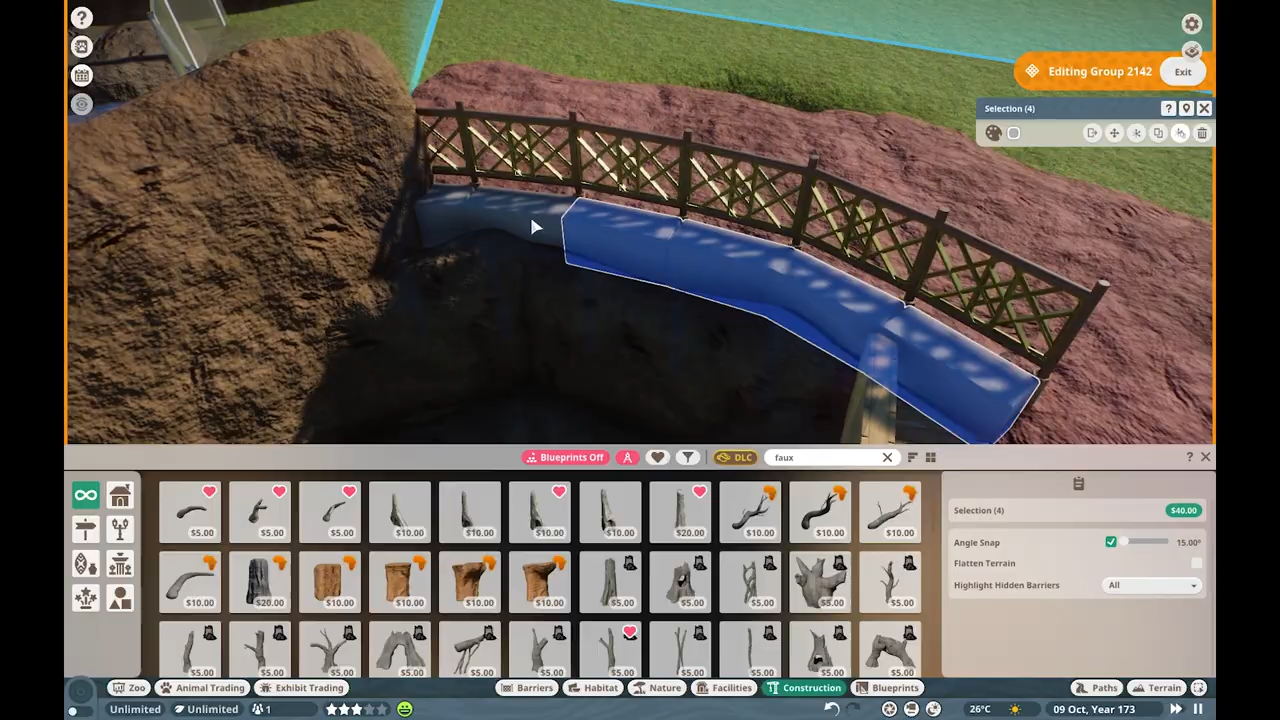 ?
Editing Group 2142
Exit
Selection (4)
?
Blueprints Off
DLC
faux
?
$5.00 $5.00 $5.00 $10.00 $10.00 $10.00 $10.00 $20.00 $10.00 $10.00 $10.00
$10.00 $20.00 $10.00 $10.00 $10.00 $10.00 $5.00 $5.00 $5.00 $5.00 $5.00
$5.00 $5.00 $5.00 $5.00 $5.00 $5.00 $5.00 $5.00 $5.00 $5.00 $5.00
Selection (4)
$40.00
Angle Snap
15.00°
Flatten Terrain
Highlight Hidden Barriers
All
Zoo
Animal Trading
Exhibit Trading
Barriers
Habitat
Nature
Facilities
Construction
Blueprints
Paths
Terrain
Unlimited
Unlimited
1
26°C
09 Oct, Year 173